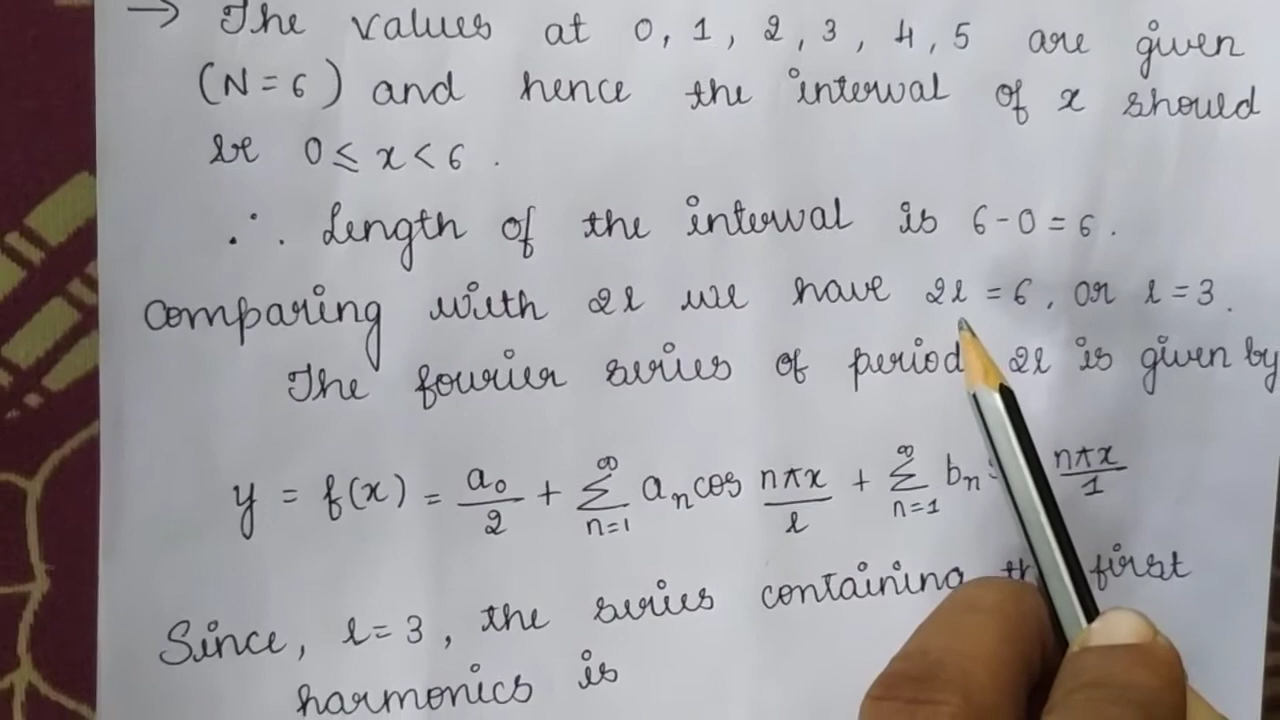 → The values at 0, 1, 2, 3, 4, 5 are given
(N = 6) and hence the interval of x should
be 0 ≤ x < 6 .
∴ Length of the interval is 6 - 0 = 6 .
comparing with 2l we have 2l = 6, or l = 3 .
The fourier series of period 2l is given by
y = f(x) = a₀/2 + ∑_{n=1}^{∞} aₙ cos nπx/l + ∑_{n=1}^{∞} bₙ nπx/1
Since, l = 3 , the series containing first
harmonics is